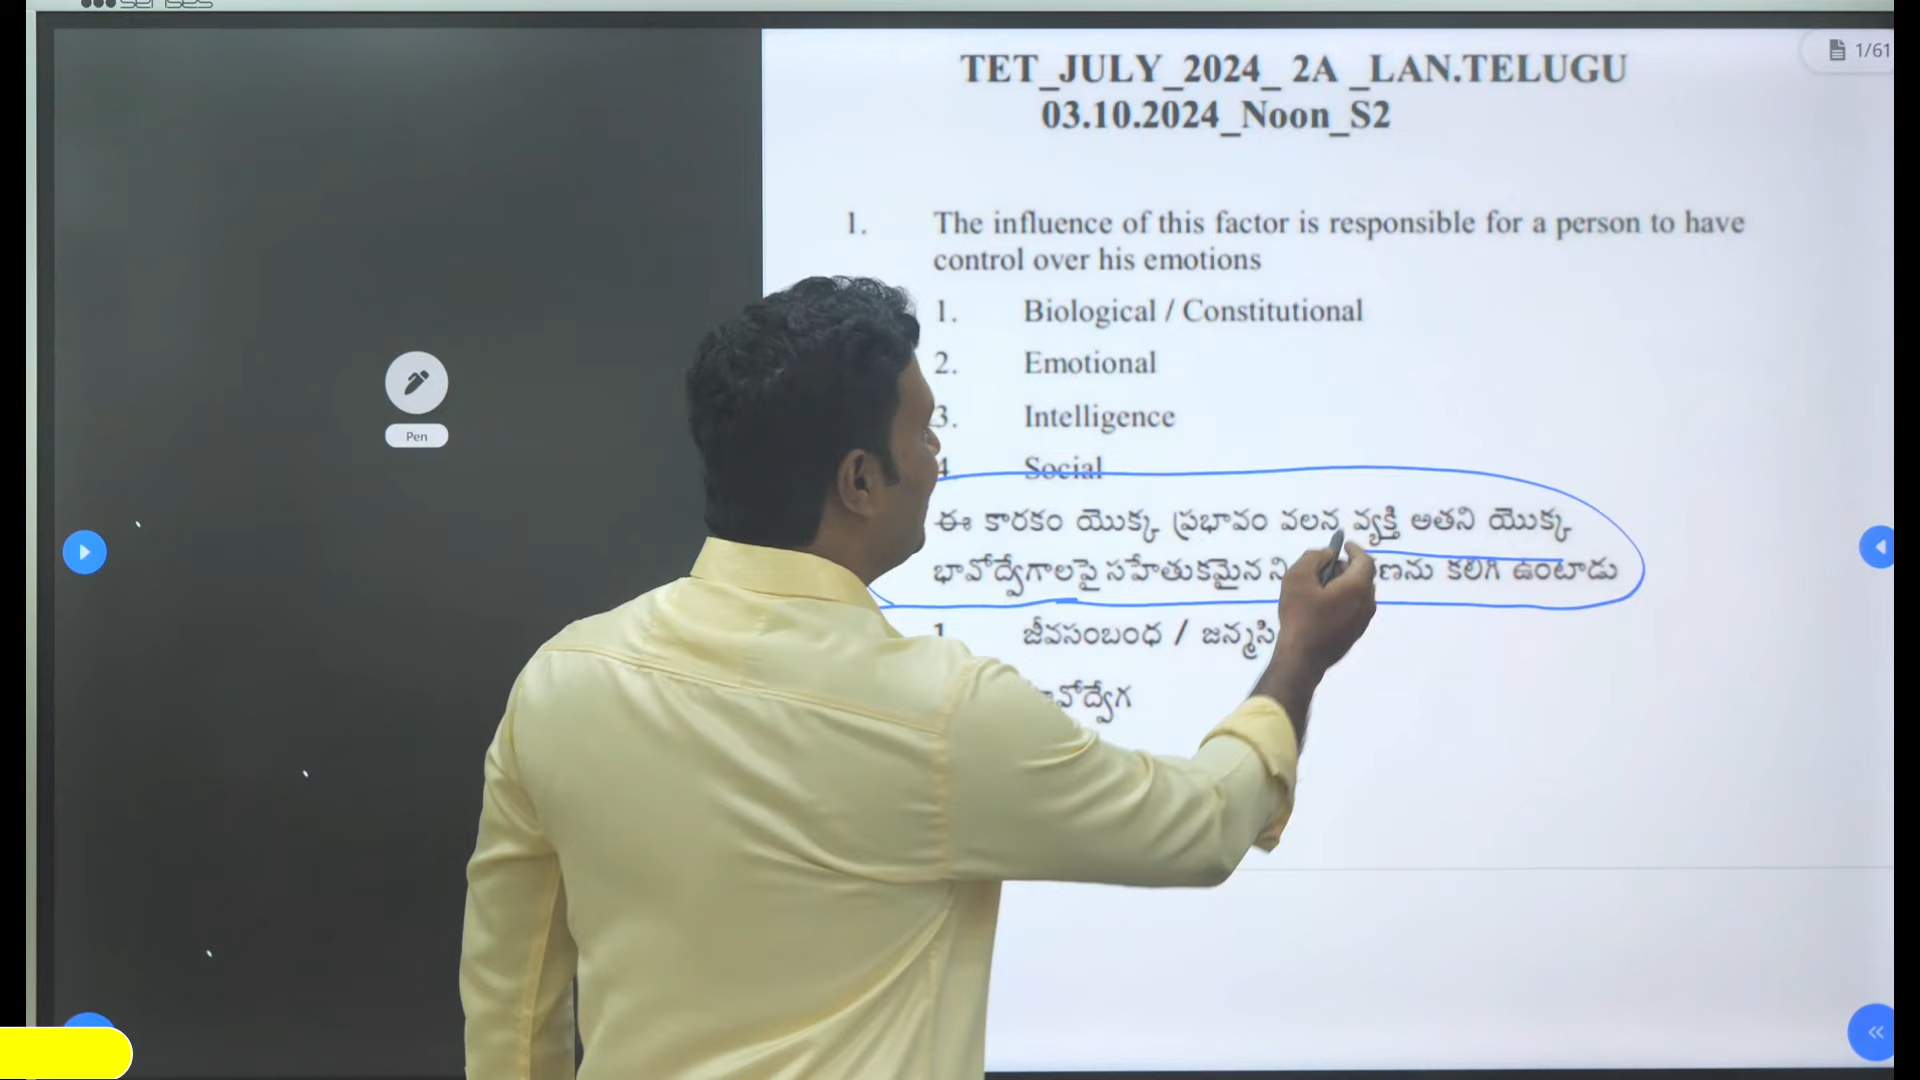 TET_JULY_2024_ 2A _LAN.TELUGU
03.10.2024_Noon_S2
1/61
1. The influence of this factor is responsible for a person to have
control over his emotions
1. Biological / Constitutional
2. Emotional
3. Intelligence
4 Social
ఈ కారకం యొక్క ప్రభావం వలన వ్యక్తి అతని యొక్క
భావోద్వేగాలపై సహేతుకమైన కలిగి ఉంటాడు
1 జీవసంబంధ /
Pen